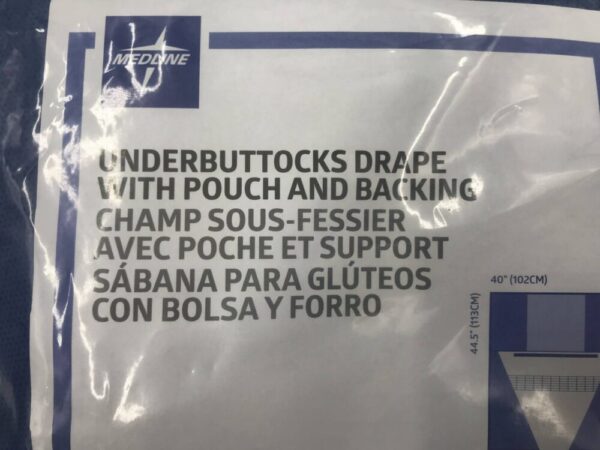 MEDLINE
UNDERBUTTOCKS DRAPE
WITH POUCH AND BACKING
CHAMP SOUS-FESSIER
AVEC POCHE ET SUPPORT
SÁBANA PARA GLÚTEOS
CON BOLSA Y FORRO
40" (102CM)
44.5" (113CM)